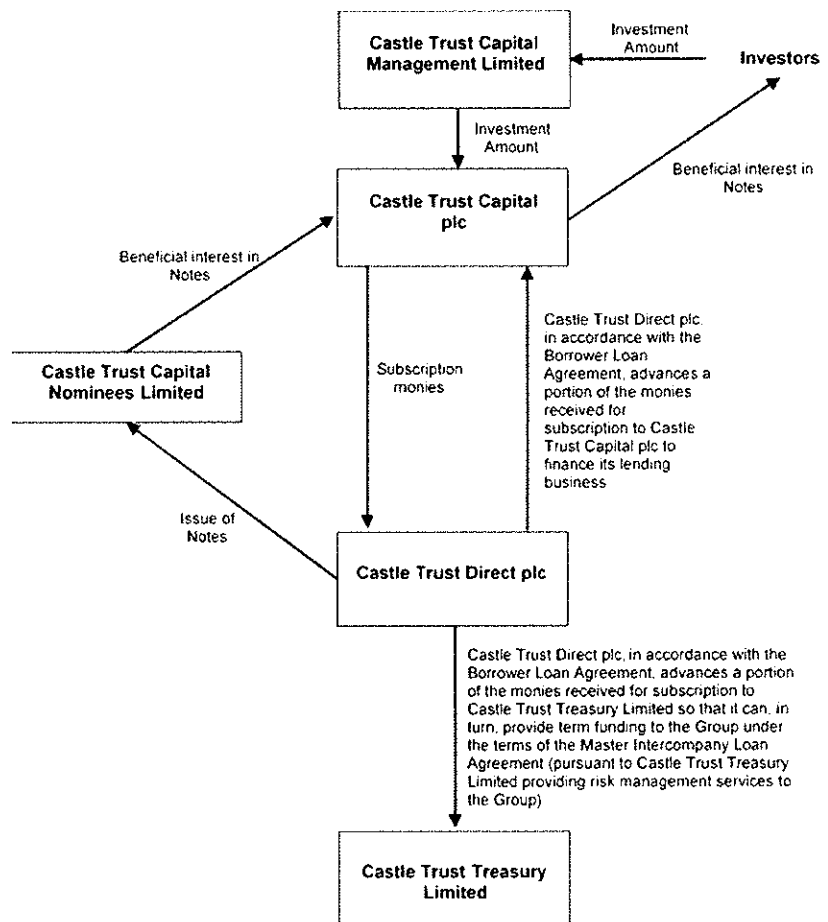 Castle Trust Capital
Management Limited
Investment
Amount
Investors
Investment
Amount
Castle Trust Capital
plc
Beneficial interest in
Notes
Beneficial interest in
Notes
Castle Trust Capital
Nominees Limited
Subscription
monies
Castle Trust Direct plc,
in accordance with the
Borrower Loan
Agreement, advances a
portion of the monies
received for
subscription to Castle
Trust Capital plc to
finance its lending
business
Issue of
Notes
Castle Trust Direct plc
Castle Trust Direct plc, in accordance with the
Borrower Loan Agreement, advances a portion
of the monies received for subscription to
Castle Trust Treasury Limited so that it can, in
turn, provide term funding to the Group under
the terms of the Master Intercompany Loan
Agreement (pursuant to Castle Trust Treasury
Limited providing risk management services to
the Group)
Castle Trust Treasury
Limited